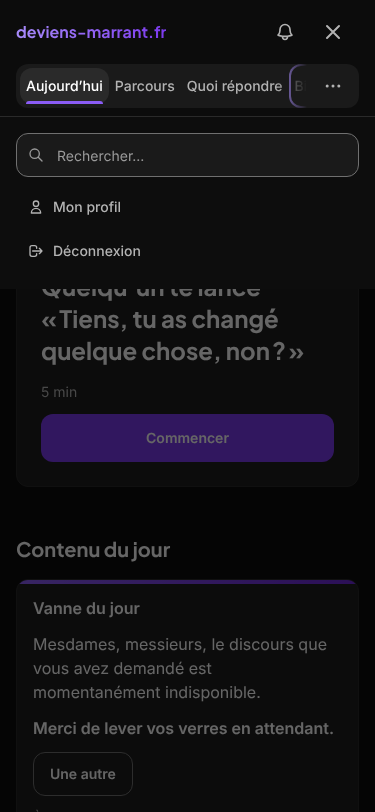 deviens-marrant.fr
Aujourd'hui Parcours Quoi répondre
Rechercher...
Mon profil
Déconnexion
Quelqu'un te lance
« Tiens, tu as changé
quelque chose, non ? »
5 min
Commencer
Contenu du jour
Vanne du jour
Mesdames, messieurs, le discours que
vous avez demandé est
momentanément indisponible.
Merci de lever vos verres en attendant.
Une autre